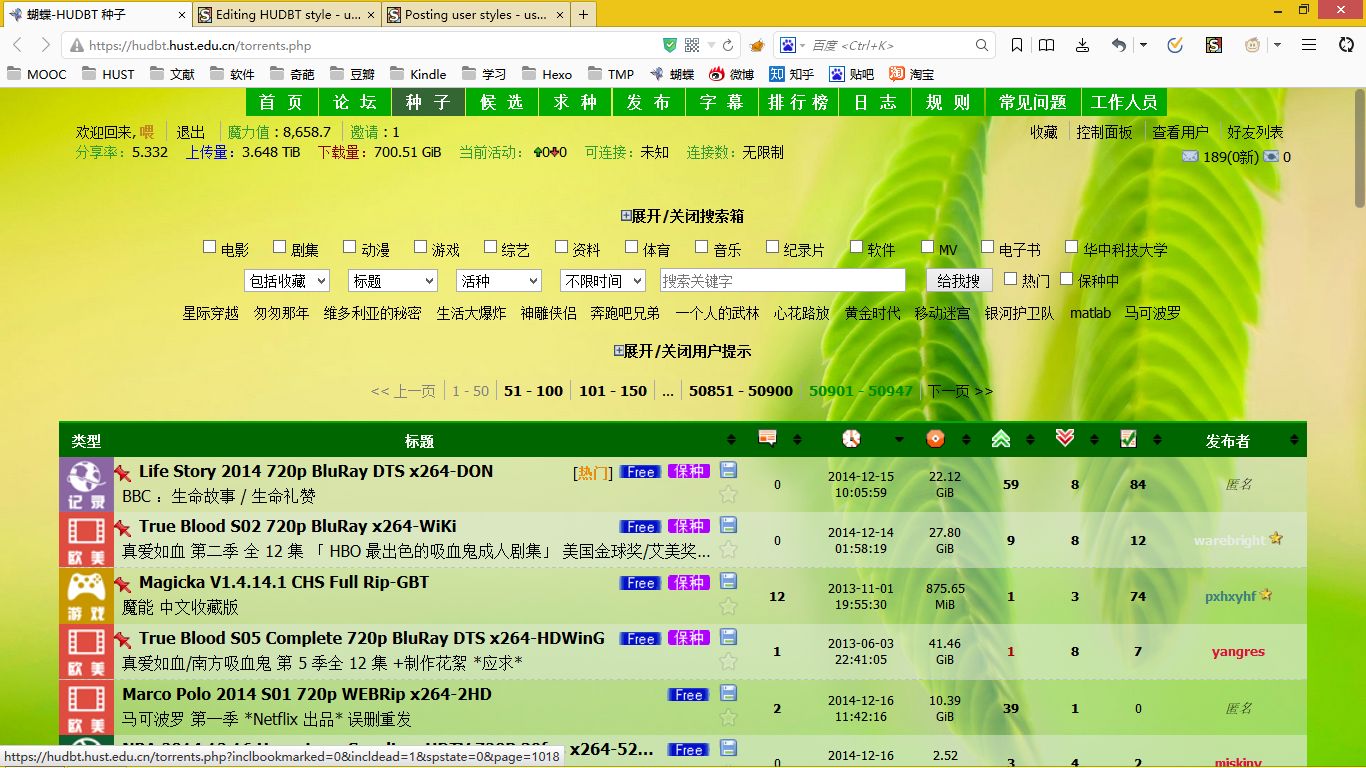 蝴蝶-HUDBT 种子 × Editing HUDBT style - u... × Posting user styles - us... × +
https://hudbt.hust.edu.cn/torrents.php 百度 <Ctrl+K>
MOOC HUST 文献 软件 奇葩 豆瓣 Kindle 学习 Hexo TMP 蝴蝶 微博 知乎 贴吧 淘宝
首 页 论 坛 种 子 候 选 求 种 发 布 字 幕 排行榜 日 志 规 则 常见问题 工作人员
欢迎回来, 喂 退出 魔力值 : 8,658.7 邀请 : 1 收藏 控制面板 查看用户 好友列表
分享率: 5.332 上传量: 3.648 TiB 下载量: 700.51 GiB 当前活动: 0 0 可连接: 未知 连接数: 无限制 189(0新) 0
展开/关闭搜索箱
电影 剧集 动漫 游戏 综艺 资料 体育 音乐 纪录片 软件 MV 电子书 华中科技大学
包括收藏 标题 活种 不限时间 搜索关键字 给我搜 热门 保种中
星际穿越 匆匆那年 维多利亚的秘密 生活大爆炸 神雕侠侣 奔跑吧兄弟 一个人的武林 心花路放 黄金时代 移动迷宫 银河护卫队 matlab 马可波罗
展开/关闭用户提示
<< 上一页 1 - 50 51 - 100 101 - 150 ... 50851 - 50900 50901 - 50947 下一页 >>
类型 标题 发布者
记录 Life Story 2014 720p BluRay DTS x264-DON [热门] Free 保种 0 2014-12-15 10:05:59 22.12 GiB 59 8 84 匿名
BBC : 生命故事 / 生命礼赞
欧美 True Blood S02 720p BluRay x264-WiKi Free 保种 0 2014-12-14 01:58:19 27.80 GiB 9 8 12 warebright
真爱如血 第二季 全 12 集 「 HBO 最出色的吸血鬼成人剧集」 美国金球奖/艾美奖...
游戏 Magicka V1.4.14.1 CHS Full Rip-GBT Free 保种 12 2013-11-01 19:55:30 875.65 MiB 1 3 74 pxhxyhf
魔能 中文收藏版
欧美 True Blood S05 Complete 720p BluRay DTS x264-HDWinG Free 保种 1 2013-06-03 22:41:05 41.46 GiB 1 8 7 yangres
真爱如血/南方吸血鬼 第 5 季全 12 集 +制作花絮 *应求*
欧美 Marco Polo 2014 S01 720p WEBRip x264-2HD Free 2 2014-12-16 11:42:16 10.39 GiB 39 1 0 匿名
马可波罗 第一季 *Netflix 出品* 误删重发
x264-52... Free 0 2014-12-16 2.52 3 4 2 miskiny
https://hudbt.hust.edu.cn/torrents.php?inclbookmarked=0&incldead=1&spstate=0&page=1018